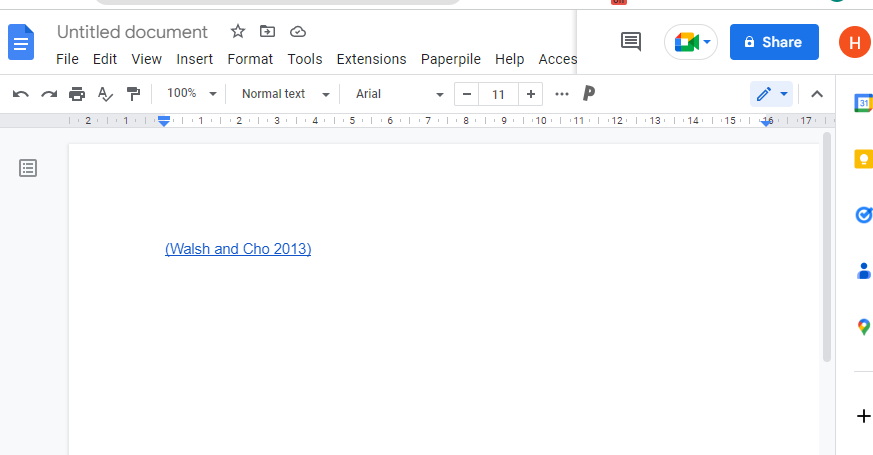 Untitled document
File Edit View Insert Format Tools Extensions Paperpile Help Acces
Share
H
100% Normal text Arial − 11 + ... P
31
2 1 1 2 3 4 5 6 7 8 9 10 11 12 13 14 15 16 17
(Walsh and Cho 2013)